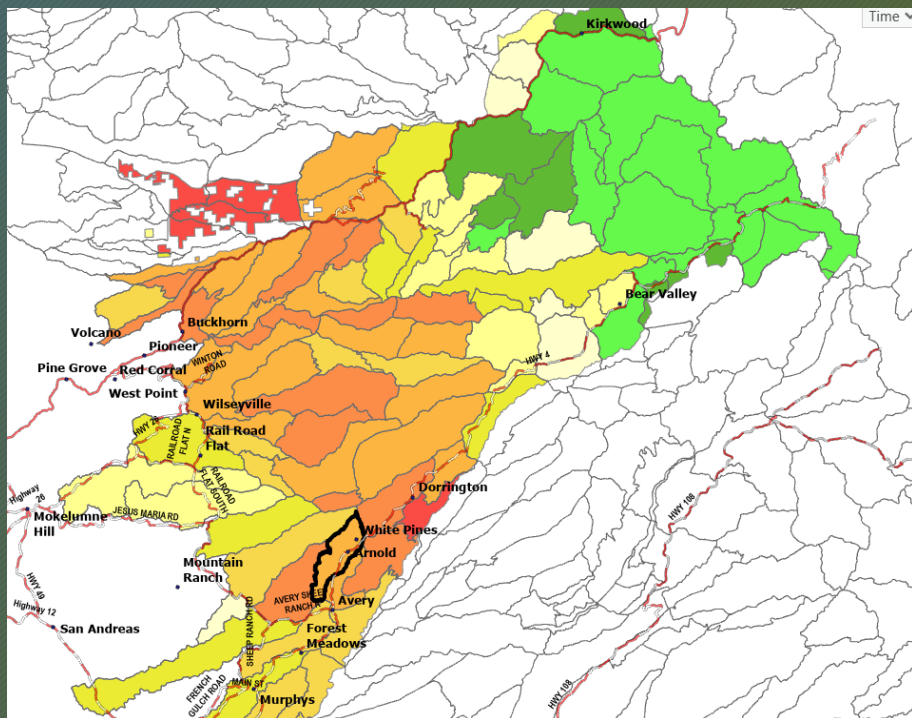 Time
Kirkwood
Bear Valley
HWY 4
Buckhorn
Volcano
Pioneer
WINTON
ROAD
Pine Grove
Red Corral
West Point
Wilseyville
HWY 26
RAILROAD
FLAT N
Rail Road
Flat
RAILROAD
FLAT SOUTH
Highway
26
Dorrington
JESUS MARIA RD
Mokelumne
Hill
HWY 108
White Pines
Arnold
Mountain
Ranch
HWY 49
AVERY SHEE
RANCH
Avery
Highway 12
San Andreas
SHEEP RANCH RD
Forest
Meadows
FRENCH
GULCH ROAD
MAIN ST
Murphys
HWY 108